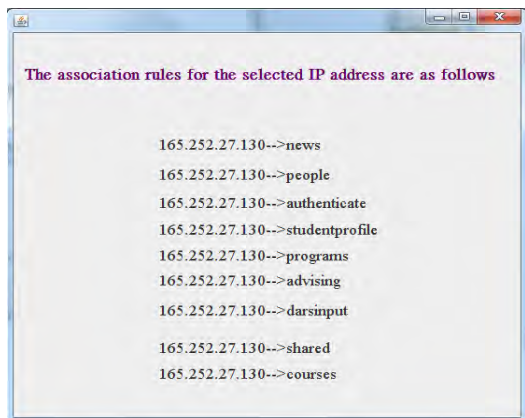 The association rules for the selected IP address are as follows
165.252.27.130-->news
165.252.27.130-->people
165.252.27.130-->authenticate
165.252.27.130-->studentprofile
165.252.27.130-->programs
165.252.27.130-->advising
165.252.27.130-->darsinput
165.252.27.130-->shared
165.252.27.130-->courses